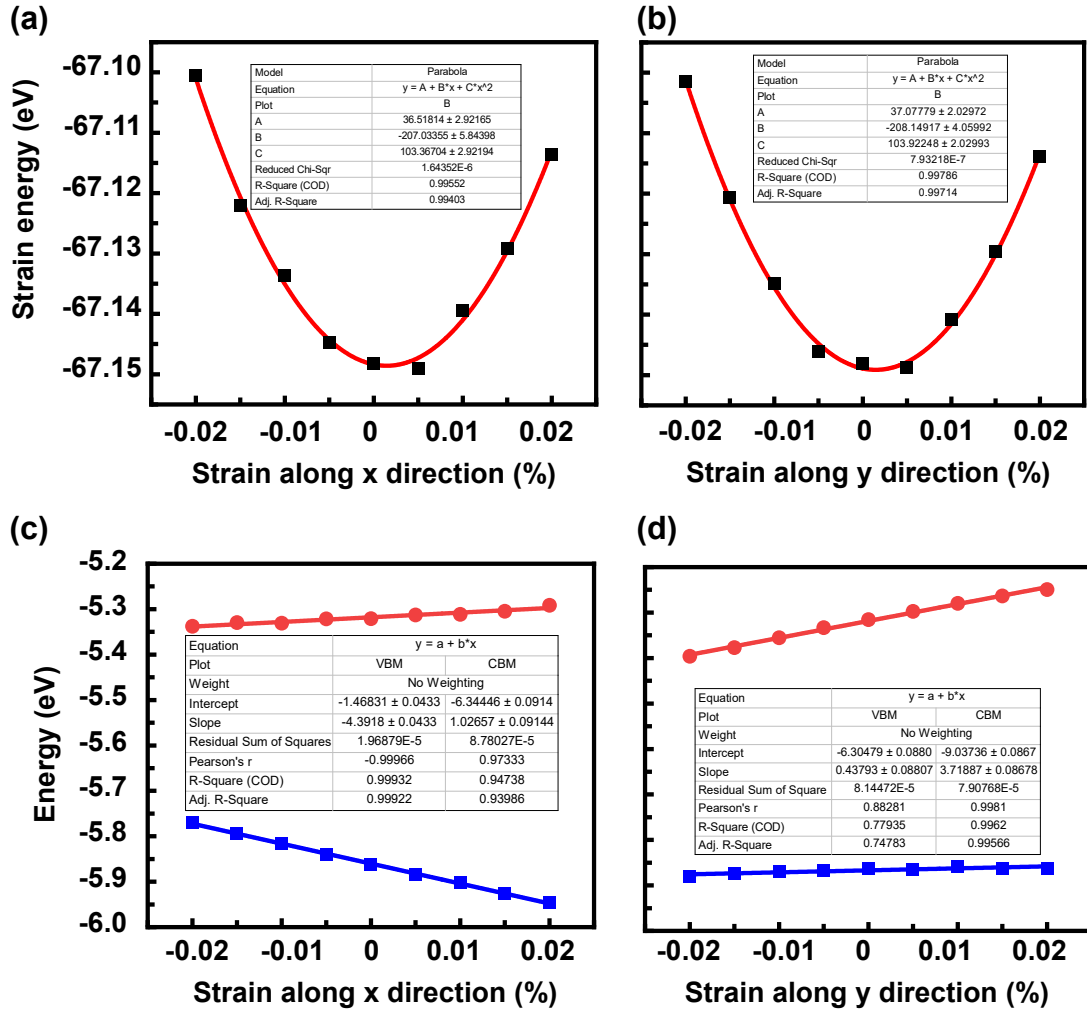 (a)
Strain energy (eV)
-67.10
-67.11
-67.12
-67.13
-67.14
-67.15
Model Parabola
Equation y = A + B*x + C*x^2
Plot B
A 36.51814 ± 2.92165
B -207.03355 ± 5.84398
C 103.36704 ± 2.92194
Reduced Chi-Sqr 1.64352E-6
R-Square (COD) 0.99552
Adj. R-Square 0.99403
-0.02 -0.01 0 0.01 0.02
Strain along x direction (%)
(b)
Model Parabola
Equation y = A + B*x + C*x^2
Plot B
A 37.07779 ± 2.02972
B -208.14917 ± 4.05992
C 103.92248 ± 2.02993
Reduced Chi-Sqr 7.93218E-7
R-Square (COD) 0.99786
Adj. R-Square 0.99714
-0.02 -0.01 0 0.01 0.02
Strain along y direction (%)
(c)
Energy (eV)
-5.2
-5.3
-5.4
-5.5
-5.6
-5.7
-5.8
-5.9
-6.0
Equation y = a + b*x
Plot VBM CBM
Weight No Weighting
Intercept -1.46831 ± 0.0433 -6.34446 ± 0.0914
Slope -4.3918 ± 0.0433 1.02657 ± 0.09144
Residual Sum of Squares 1.96879E-5 8.78027E-5
Pearson's r -0.99966 0.97333
R-Square (COD) 0.99932 0.94738
Adj. R-Square 0.99922 0.93986
-0.02 -0.01 0 0.01 0.02
Strain along x direction (%)
(d)
Equation y = a + b*x
Plot VBM CBM
Weight No Weighting
Intercept -6.30479 ± 0.0880 -9.03736 ± 0.0867
Slope 0.43793 ± 0.08807 3.71887 ± 0.08678
Residual Sum of Square 8.14472E-5 7.90768E-5
Pearson's r 0.88281 0.9981
R-Square (COD) 0.77935 0.9962
Adj. R-Square 0.74783 0.99566
-0.02 -0.01 0 0.01 0.02
Strain along y direction (%)